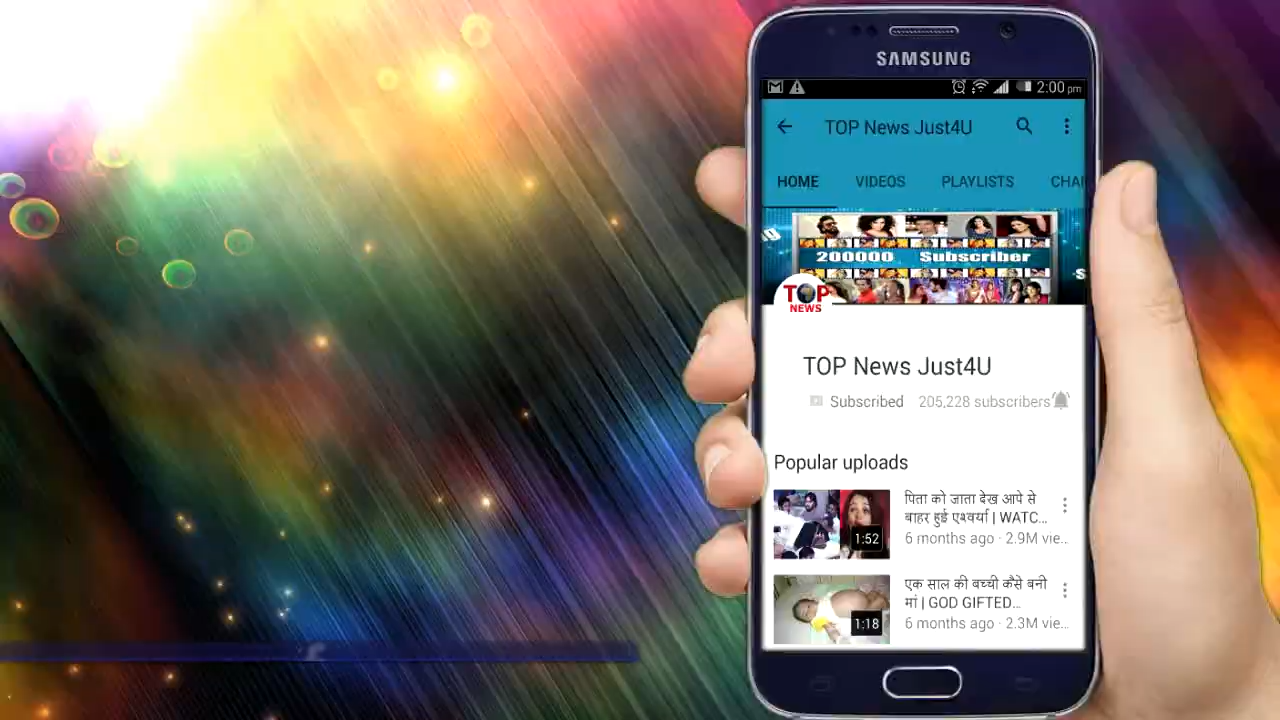 SAMSUNG
2:00 pm
TOP News Just4U
HOME VIDEOS PLAYLISTS CHA
200000 Subscriber
TOP
NEWS
TOP News Just4U
Subscribed 205,228 subscribers
Popular uploads
पिता को जाता देख आपे से
बाहर हुई एश्वर्या | WATC...
6 months ago · 2.9M vie...
1:52
एक साल की बच्ची कैसे बनी
मां | GOD GIFTED...
6 months ago · 2.3M vie...
1:18